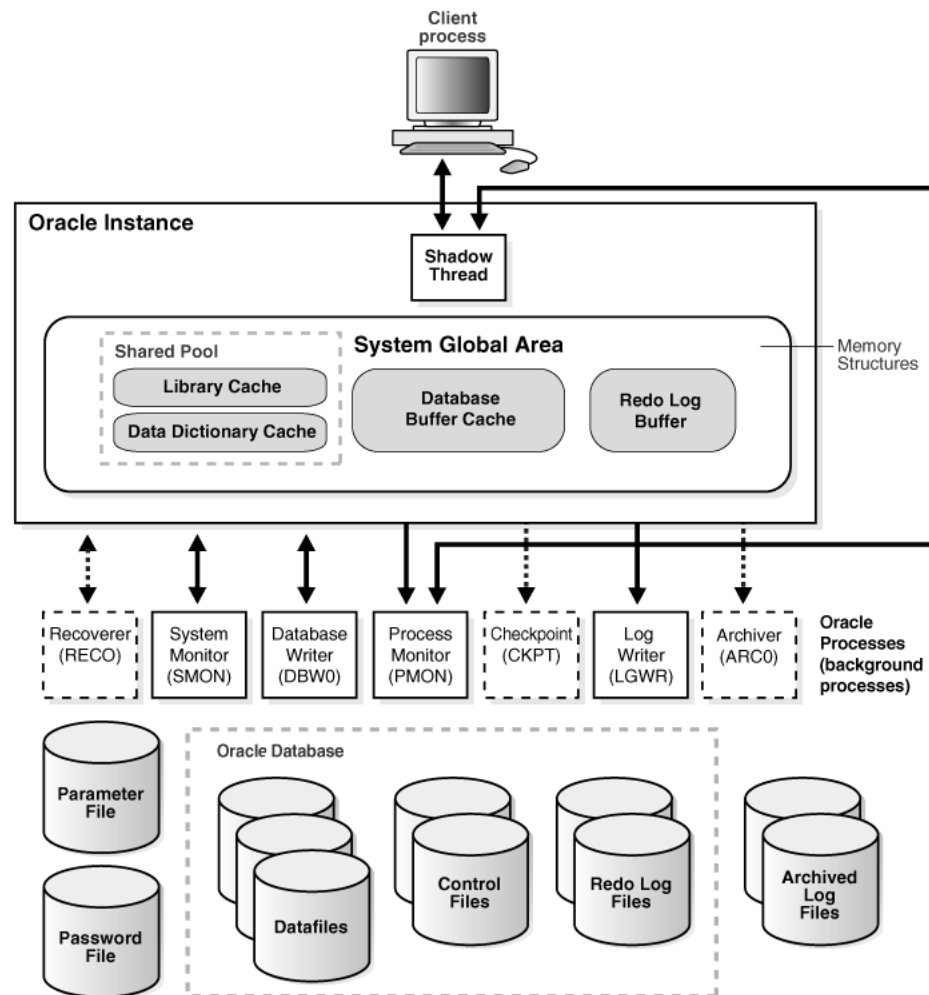 Client
process
Oracle Instance
Shadow
Thread
Shared Pool
System Global Area
Memory
Structures
Library Cache
Data Dictionary Cache
Database
Buffer Cache
Redo Log
Buffer
Recoverer
(RECO)
System
Monitor
(SMON)
Database
Writer
(DBW0)
Process
Monitor
(PMON)
Checkpoint
(CKPT)
Log
Writer
(LGWR)
Archiver
(ARC0)
Oracle
Processes
(background
processes)
Parameter
File
Password
File
Oracle Database
Datafiles
Control
Files
Redo Log
Files
Archived
Log
Files